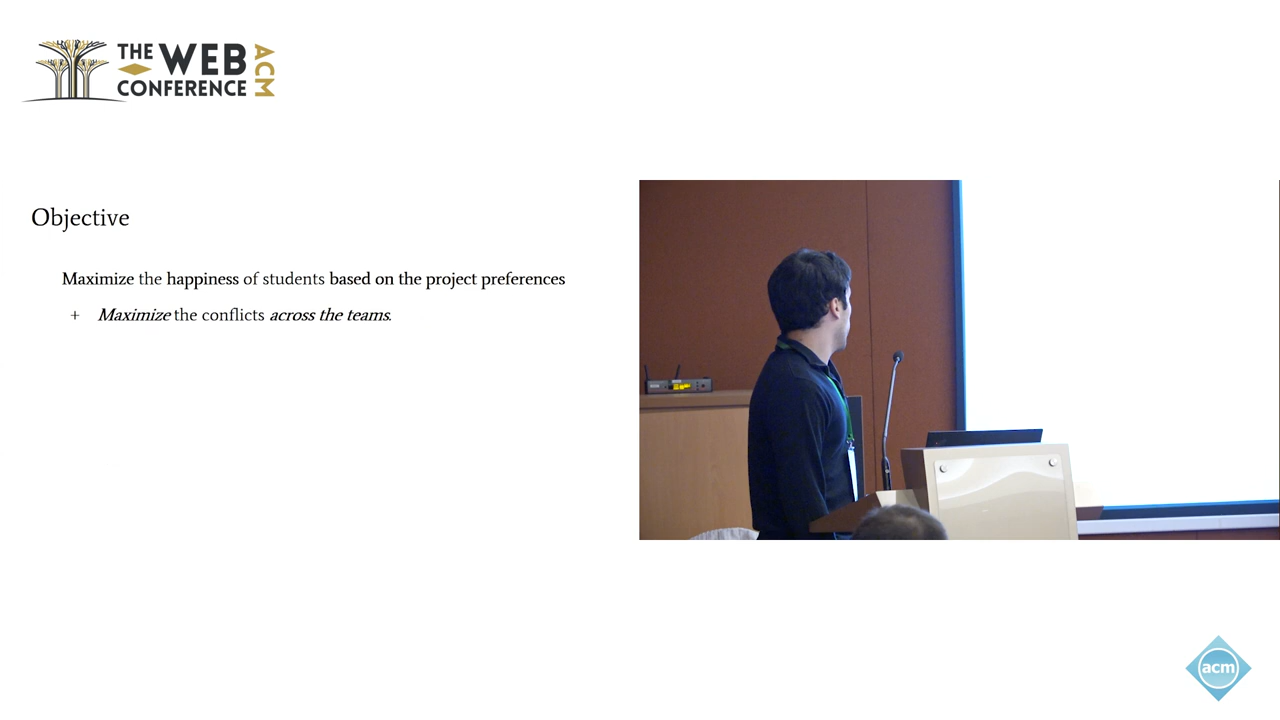 THE WEB
CONFERENCE
ACM
Objective
Maximize the happiness of students based on the project preferences
+ Maximize the conflicts across the teams.
acm